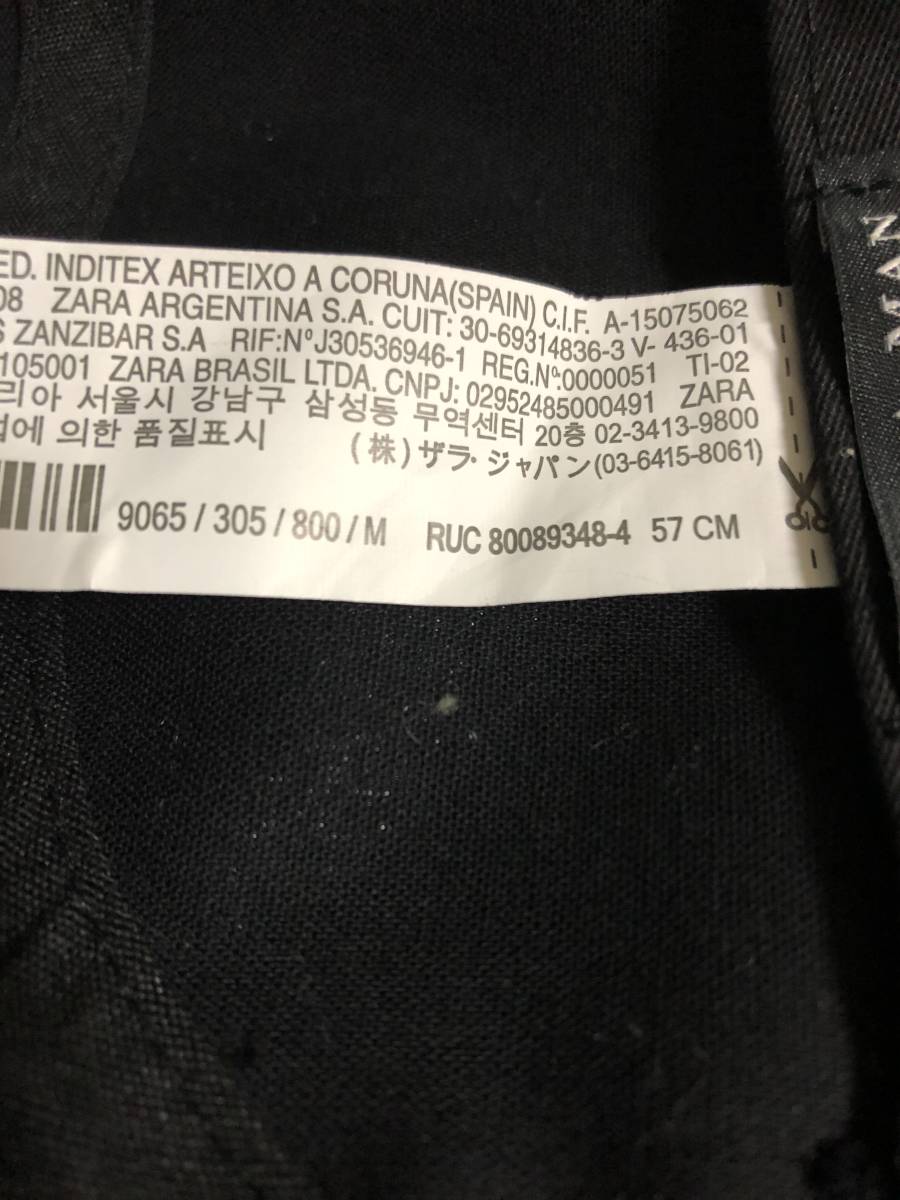 ED. INDITEX ARTEIXO A CORUNA(SPAIN) C.I.F. A-15075062
08 ZARA ARGENTINA S.A. CUIT: 30-69314836-3 V- 436-01
S ZANZIBAR S.A RIF:NºJ30536946-1 REG.Nº:0000051 TI-02
105001 ZARA BRASIL LTDA. CNPJ: 02952485000491 ZARA
리아 서울시 강남구 삼성동 무역센터 20층 02-3413-9800
법에 의한 품질표시 (株)ザラ・ジャパン(03-6415-8061)
9065 / 305 / 800 / M RUC 80089348-4 57 CM
MAN